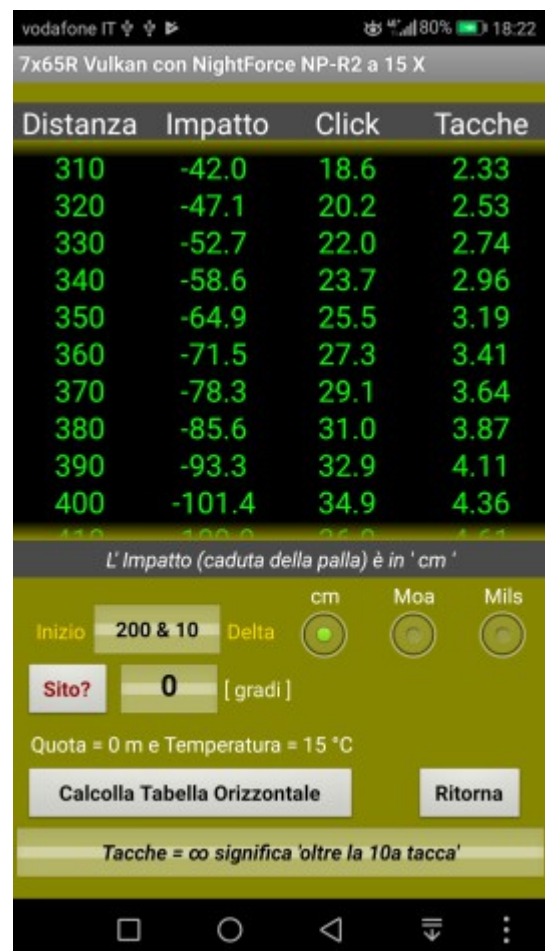 vodafone IT 80% 18:22
7x65R Vulkan con NightForce NP-R2 a 15 X
Distanza Impatto Click Tacche
310 -42.0 18.6 2.33
320 -47.1 20.2 2.53
330 -52.7 22.0 2.74
340 -58.6 23.7 2.96
350 -64.9 25.5 3.19
360 -71.5 27.3 3.41
370 -78.3 29.1 3.64
380 -85.6 31.0 3.87
390 -93.3 32.9 4.11
400 -101.4 34.9 4.36
L' Impatto (caduta della palla) è in ' cm '
cm Moa Mils
Inizio 200 & 10 Delta
Sito? 0 [ gradi ]
Quota = 0 m e Temperatura = 15 °C
Calcolla Tabella Orizzontale Ritorna
Tacche = ∞ significa 'oltre la 10a tacca'